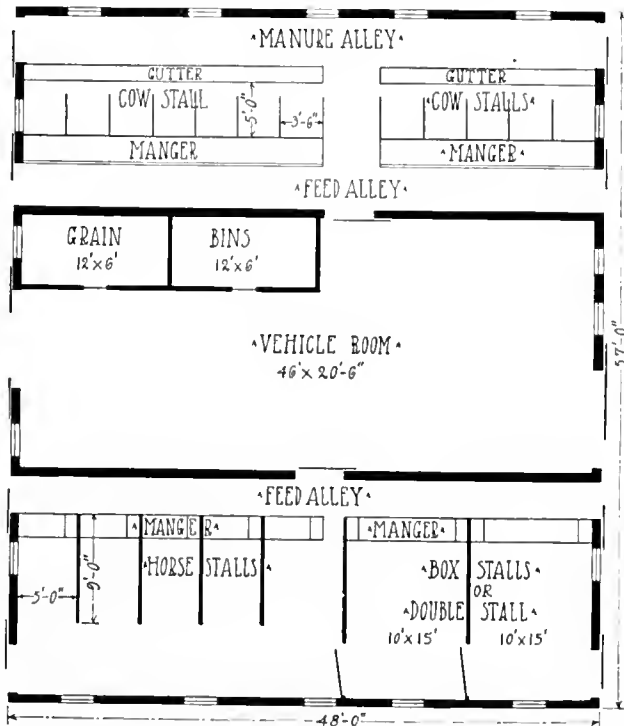 MANURE ALLEY
GUTTER GUTTER
COW STALL COW STALLS
5'-0" 3'-6"
MANGER MANGER
FEED ALLEY
GRAIN BINS
12'x6' 12'x6'
VEHICLE ROOM
46'x 20'-6"
57'-0"
FEED ALLEY
MANGER MANGER
HORSE STALLS BOX STALLS
OR
5'-0" 9'-0" DOUBLE STALL
10'x15' 10'x15'
48'-0"